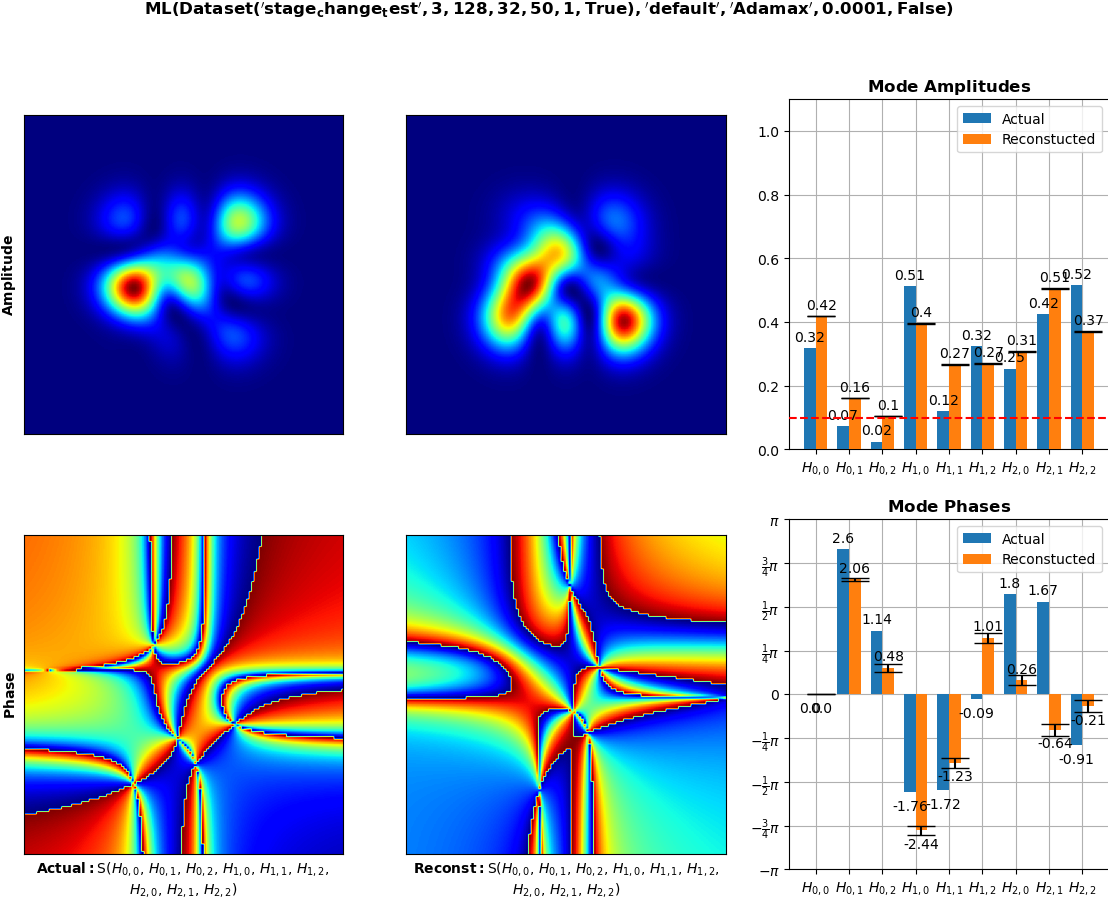 ML(Dataset('stage_change_test', 3, 128, 32, 50, 1, True), 'default', 'Adamax', 0.0001, False)
Amplitude
Mode Amplitudes
Actual
Reconstucted
1.0
0.8
0.6
0.4
0.2
0.0
0.32
0.42
0.07
0.16
0.02
0.1
0.51
0.4
0.12
0.27
0.32
0.27
0.25
0.31
0.42
0.51
0.52
0.37
H0,0 H0,1 H0,2 H1,0 H1,1 H1,2 H2,0 H2,1 H2,2
Phase
Actual: S(H0,0, H0,1, H0,2, H1,0, H1,1, H1,2,
H2,0, H2,1, H2,2)
Reconst: S(H0,0, H0,1, H0,2, H1,0, H1,1, H1,2,
H2,0, H2,1, H2,2)
Mode Phases
Actual
Reconstucted
π
3/4π
1/2π
1/4π
0
−1/4π
−1/2π
−3/4π
−π
0.0
0.0
2.6
2.06
1.14
0.48
-1.76
-2.44
-1.72
-1.23
-0.09
1.01
1.8
0.26
1.67
-0.64
-0.91
-0.21
H0,0 H0,1 H0,2 H1,0 H1,1 H1,2 H2,0 H2,1 H2,2